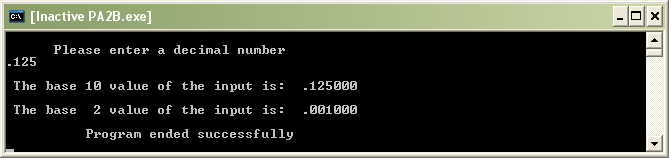 [Inactive PA2B.exe]
Please enter a decimal number
.125
The base 10 value of the input is:  .125000
The base  2 value of the input is:  .001000
Program ended successfully